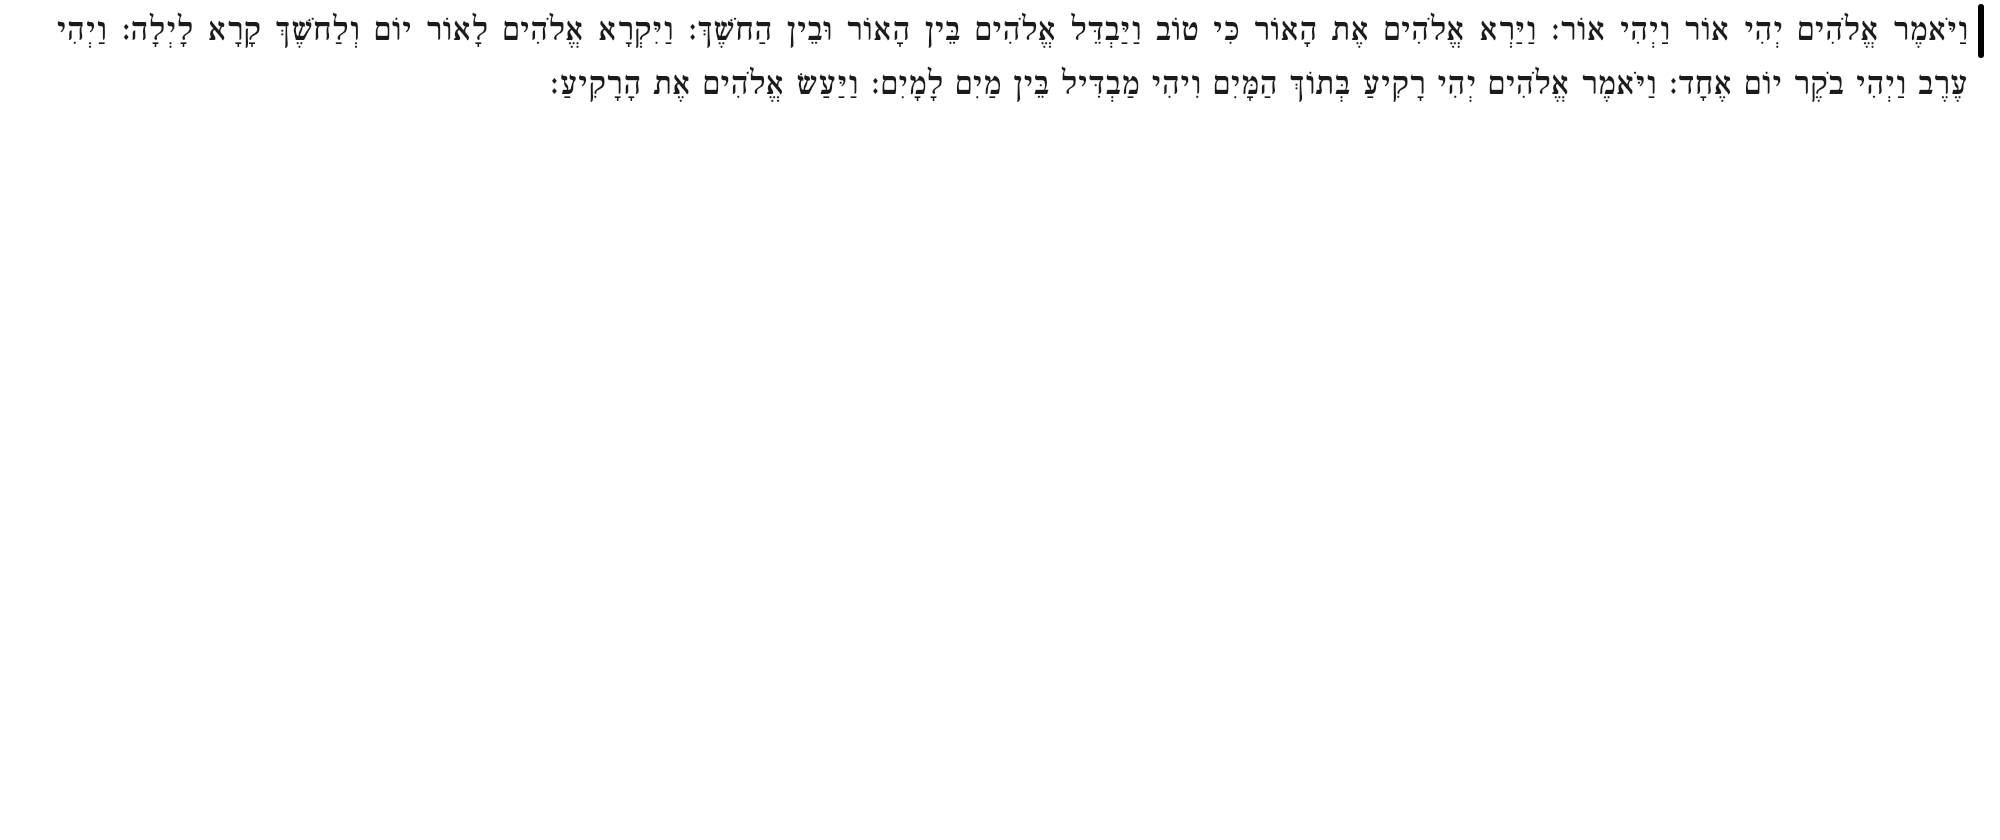 וַיֹּאמֶר אֱלֹהִים יְהִי אוֹר וַיְהִי אוֹר: וַיַּרְא אֱלֹהִים אֶת הָאוֹר כִּי טוֹב וַיַּבְדֵּל אֱלֹהִים בֵּין הָאוֹר וּבֵין הַחֹשֶׁךְ: וַיִּקְרָא אֱלֹהִים לָאוֹר יוֹם וְלַחֹשֶׁךְ קָרָא לָיְלָה: וַיְהִי
עֶרֶב וַיְהִי בֹקֶר יוֹם אֶחָד: וַיֹּאמֶר אֱלֹהִים יְהִי רָקִיעַ בְּתוֹךְ הַמָּיִם וִיהִי מַבְדִּיל בֵּין מַיִם לָמָיִם: וַיַּעַשׂ אֱלֹהִים אֶת הָרָקִיעַ: